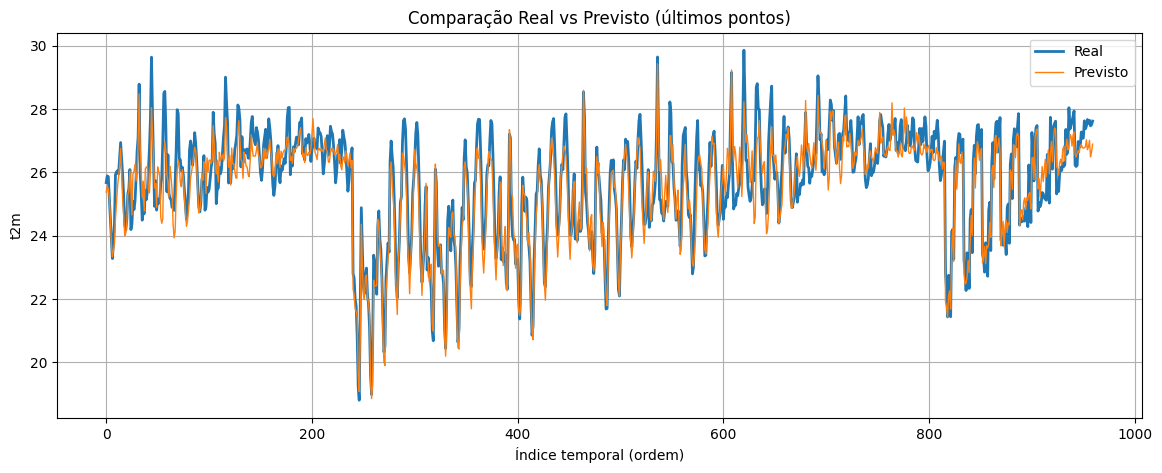 Comparação Real vs Previsto (últimos pontos)
Real
Previsto
t2m
30
28
26
24
22
20
0
200
400
600
800
1000
Índice temporal (ordem)